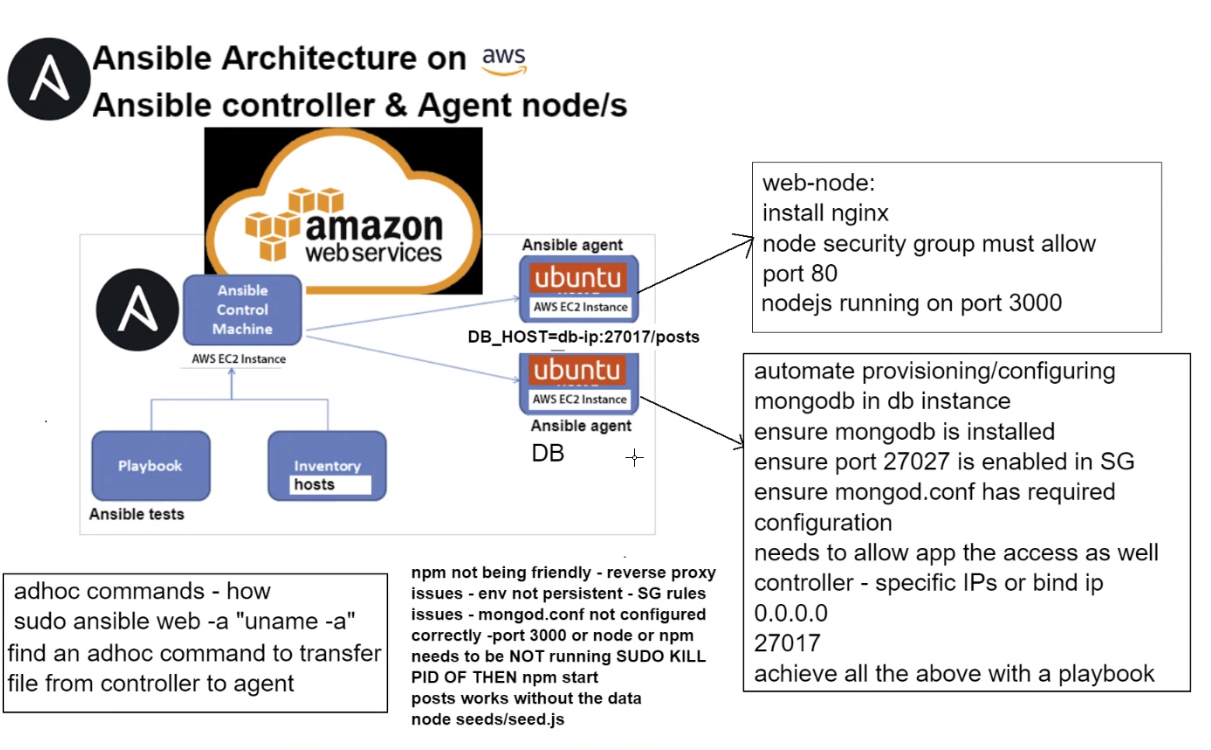 Ansible Architecture on aws
Ansible controller & Agent node/s
amazon
webservices
Ansible
Control
Machine
AWS EC2 Instance
Playbook
Ansible tests
Inventory
hosts
Ansible agent
ubuntu
AWS EC2 Instance
DB_HOST=db-ip:27017/posts
ubuntu
AWS EC2 Instance
Ansible agent
DB
web-node:
install nginx
node security group must allow
port 80
nodejs running on port 3000
automate provisioning/configuring
mongodb in db instance
ensure mongodb is installed
ensure port 27027 is enabled in SG
ensure mongod.conf has required
configuration
needs to allow app the access as well
controller - specific IPs or bind ip
0.0.0.0
27017
achieve all the above with a playbook
adhoc commands - how
sudo ansible web -a "uname -a"
find an adhoc command to transfer
file from controller to agent
npm not being friendly - reverse proxy
issues - env not persistent - SG rules
issues - mongod.conf not configured
correctly -port 3000 or node or npm
needs to be NOT running SUDO KILL
PID OF THEN npm start
posts works without the data
node seeds/seed.js